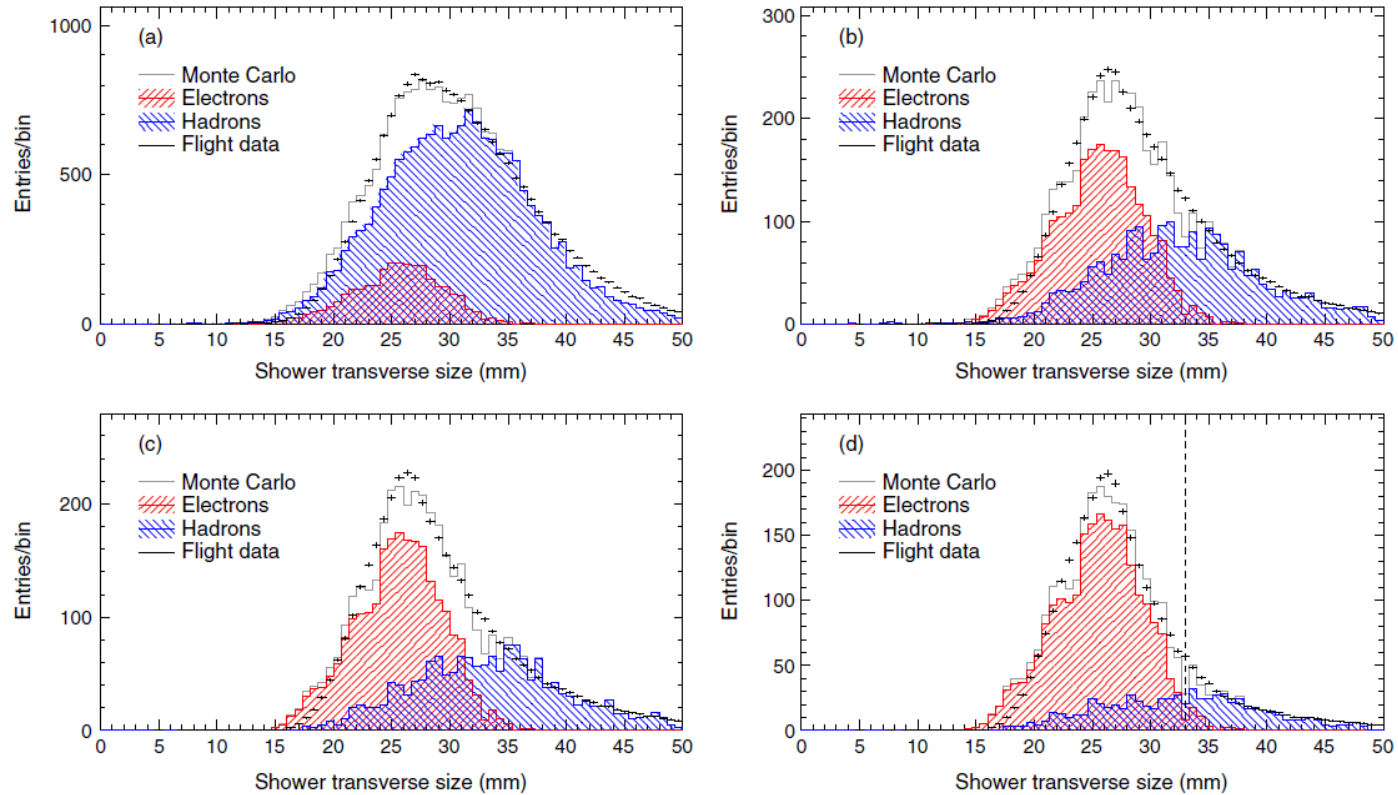 (a)
Monte Carlo
Electrons
Hadrons
Flight data
Entries/bin
1000
500
0
0 5 10 15 20 25 30 35 40 45 50
Shower transverse size (mm)
(b)
Monte Carlo
Electrons
Hadrons
Flight data
Entries/bin
300
200
100
0
0 5 10 15 20 25 30 35 40 45 50
Shower transverse size (mm)
(c)
Monte Carlo
Electrons
Hadrons
Flight data
Entries/bin
200
100
0
0 5 10 15 20 25 30 35 40 45 50
Shower transverse size (mm)
(d)
Monte Carlo
Electrons
Hadrons
Flight data
Entries/bin
200
150
100
50
0
0 5 10 15 20 25 30 35 40 45 50
Shower transverse size (mm)